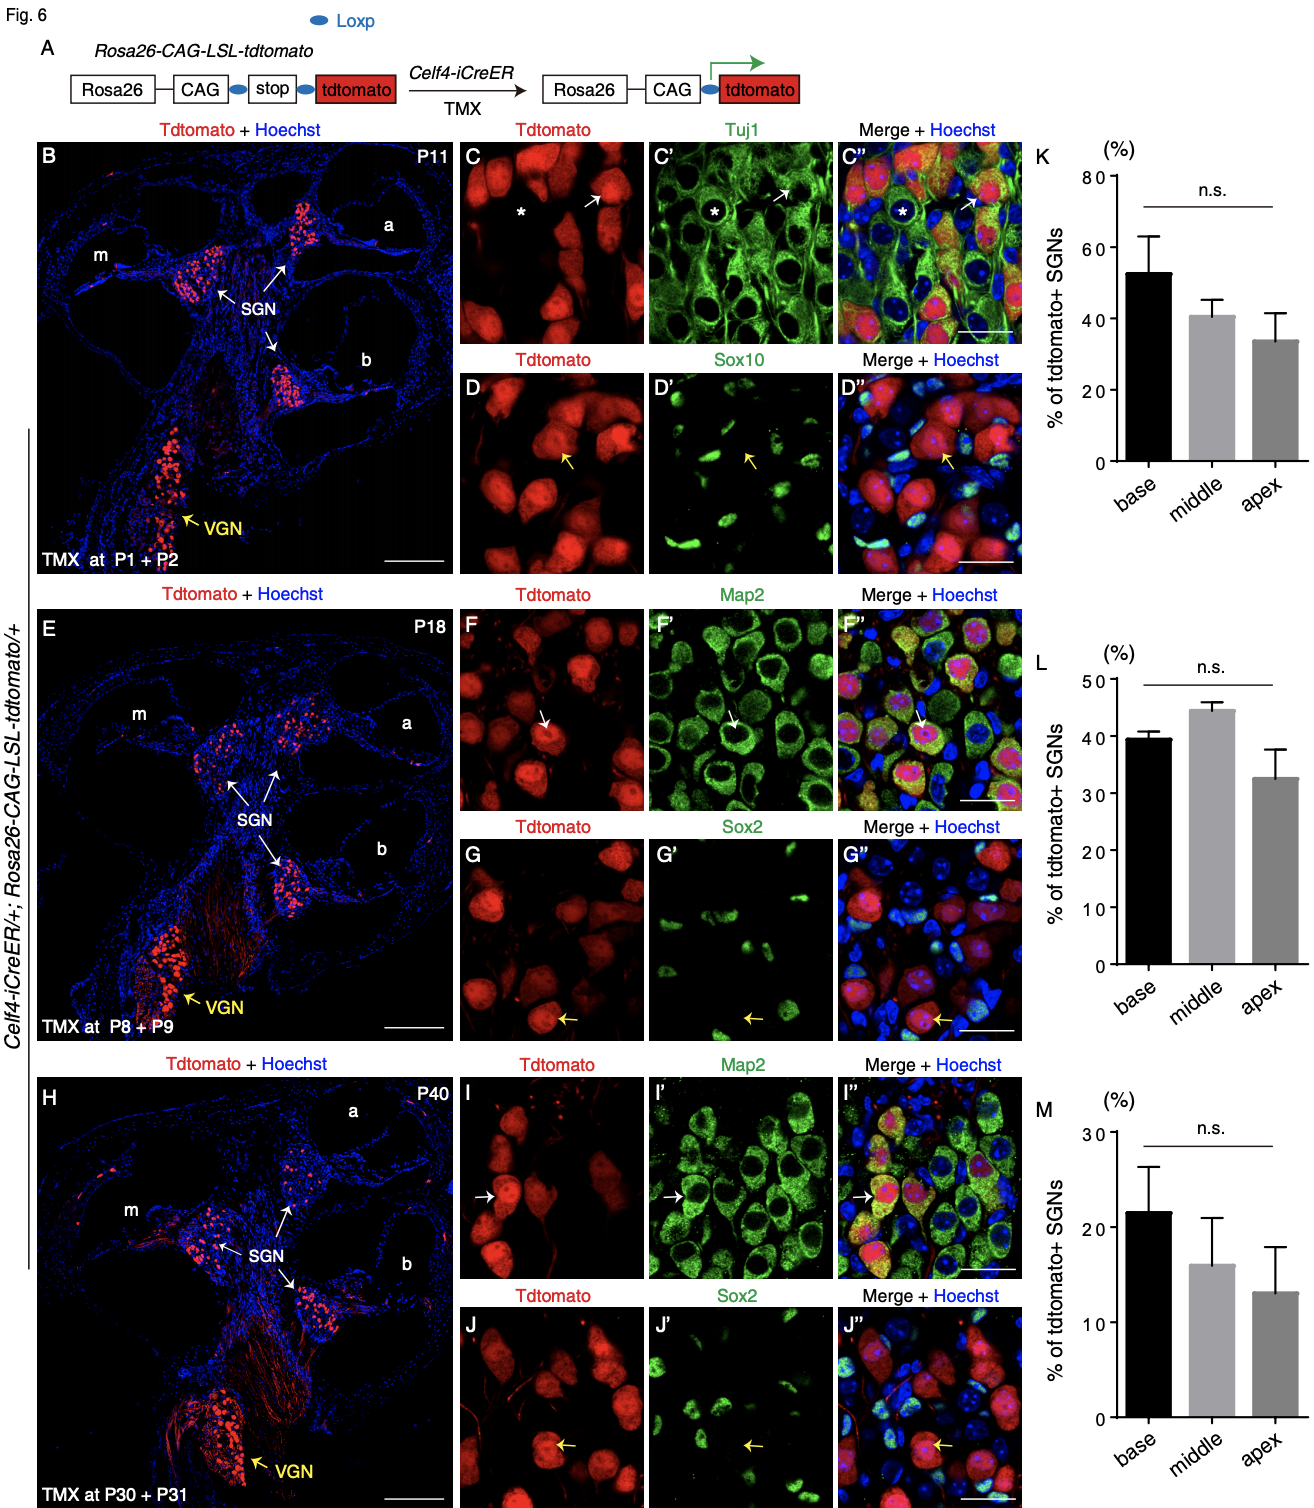 Fig. 6
Loxp
A
Rosa26-CAG-LSL-tdtomato
Rosa26 CAG stop tdtomato
Celf4-iCreER
TMX
Rosa26 CAG tdtomato
Celf4-iCreER/+; Rosa26-CAG-LSL-tdtomato/+
Tdtomato + Hoechst
B
P11
a
m
SGN
b
VGN
TMX at P1 + P2
Tdtomato
Tuj1
Merge + Hoechst
C
C'
C''
*
*
*
Tdtomato
Sox10
Merge + Hoechst
D
D'
D''
Tdtomato + Hoechst
E
P18
m
a
SGN
b
VGN
TMX at P8 + P9
Tdtomato
Map2
Merge + Hoechst
F
F'
F''
Tdtomato
Sox2
Merge + Hoechst
G
G'
G''
Tdtomato + Hoechst
H
P40
a
m
SGN
b
VGN
TMX at P30 + P31
Tdtomato
Map2
Merge + Hoechst
I
I'
I''
Tdtomato
Sox2
Merge + Hoechst
J
J'
J''
K
(%)
% of tdtomato+ SGNs
80
60
40
20
0
n.s.
base
middle
apex
L
(%)
% of tdtomato+ SGNs
50
40
30
20
10
0
n.s.
base
middle
apex
M
(%)
% of tdtomato+ SGNs
30
20
10
0
n.s.
base
middle
apex